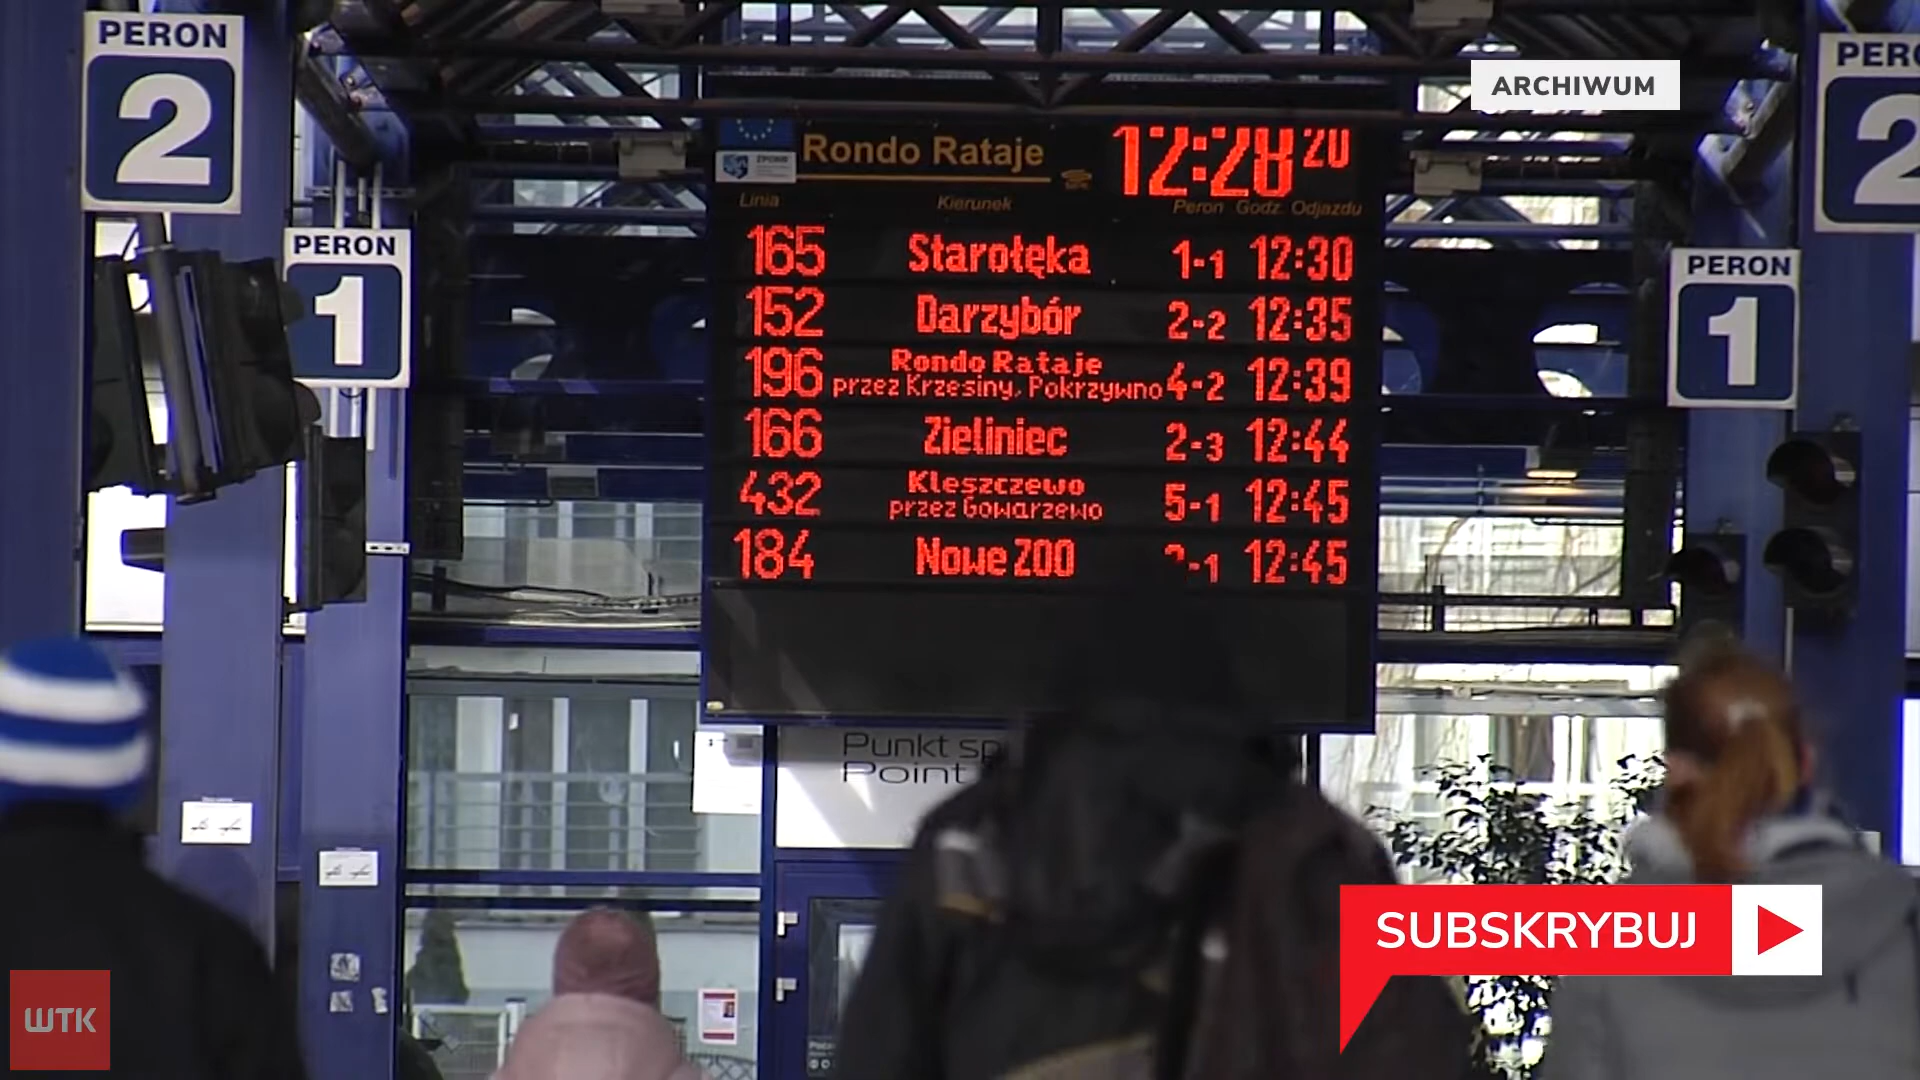 PERON
2
PERON
1
ARCHIWUM
PERO
2
PERON
1
Rondo Rataje
12:28 20
Linia Kierunek Peron Godz. Odjazdu
165 Starołęka 1-1 12:30
152 Darzybór 2-2 12:35
196 Rondo Rataje 4-2 12:39
przez Krzesiny, Pokrzywno
166 Zieliniec 2-3 12:44
432 Kleszczewo 5-1 12:45
przez Gowarzewo
184 Nowe ZOO -1 12:45
Punkt
Point
SUBSKRYBUJ
WTK